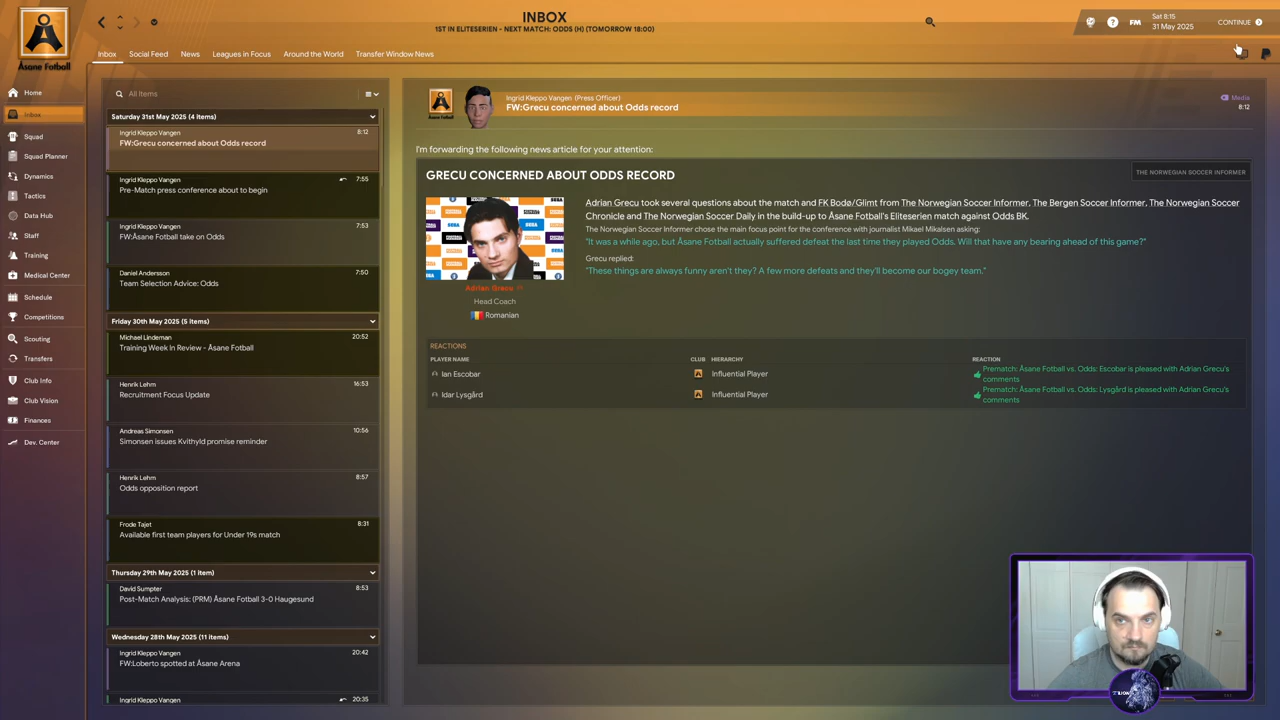 INBOX
1ST IN ELITESERIEN - NEXT MATCH: ODDS (H) (TOMORROW 18:00)
FM
Sat 8:15
31 May 2025
CONTINUE
Åsane Fotball
Inbox
Social Feed
News
Leagues in Focus
Around the World
Transfer Window News
Home
Inbox
Squad
Squad Planner
Dynamics
Tactics
Data Hub
Staff
Training
Medical Center
Schedule
Competitions
Scouting
Transfers
Club Info
Club Vision
Finances
Dev. Center
All Items
Saturday 31st May 2025 (4 items)
Ingrid Kleppo Vangen 8:12
FW:Grecu concerned about Odds record
Ingrid Kleppo Vangen 7:55
Pre-Match press conference about to begin
Ingrid Kleppo Vangen 7:53
FW:Åsane Fotball take on Odds
Daniel Andersson 7:50
Team Selection Advice: Odds
Friday 30th May 2025 (5 items)
Michael Lindeman 20:52
Training Week In Review - Åsane Fotball
Henrik Lehm 16:53
Recruitment Focus Update
Andreas Simonsen 10:56
Simonsen issues Kvithyld promise reminder
Henrik Lehm 8:57
Odds opposition report
Frode Tajet 8:31
Available first team players for Under 19s match
Thursday 29th May 2025 (1 item)
David Sumpter 8:53
Post-Match Analysis: (PRM) Åsane Fotball 3-0 Haugesund
Wednesday 28th May 2025 (11 items)
Ingrid Kleppo Vangen 20:42
FW:Loberto spotted at Åsane Arena
Ingrid Kleppo Vangen 20:35
Åsane Fotball
Ingrid Kleppo Vangen (Press Officer)
FW:Grecu concerned about Odds record
Media
8:12
I'm forwarding the following news article for your attention:
GRECU CONCERNED ABOUT ODDS RECORD
THE NORWEGIAN SOCCER INFORMER
Adrian Grecu
Head Coach
Romanian
Adrian Grecu took several questions about the match and FK Bodø/Glimt from The Norwegian Soccer Informer, The Bergen Soccer Informer, The Norwegian Soccer
Chronicle and The Norwegian Soccer Daily in the build-up to Åsane Fotball's Eliteserien match against Odds BK.
The Norwegian Soccer Informer chose the main focus point for the conference with journalist Mikael Mikalsen asking:
"It was a while ago, but Åsane Fotball actually suffered defeat the last time they played Odds. Will that have any bearing ahead of this game?"
Grecu replied:
"These things are always funny aren't they? A few more defeats and they'll become our bogey team."
REACTIONS
PLAYER NAME CLUB HIERARCHY REACTION
Ian Escobar Influential Player Prematch: Åsane Fotball vs. Odds: Escobar is pleased with Adrian Grecu's
comments
Idar Lysgård Influential Player Prematch: Åsane Fotball vs. Odds: Lysgård is pleased with Adrian Grecu's
comments